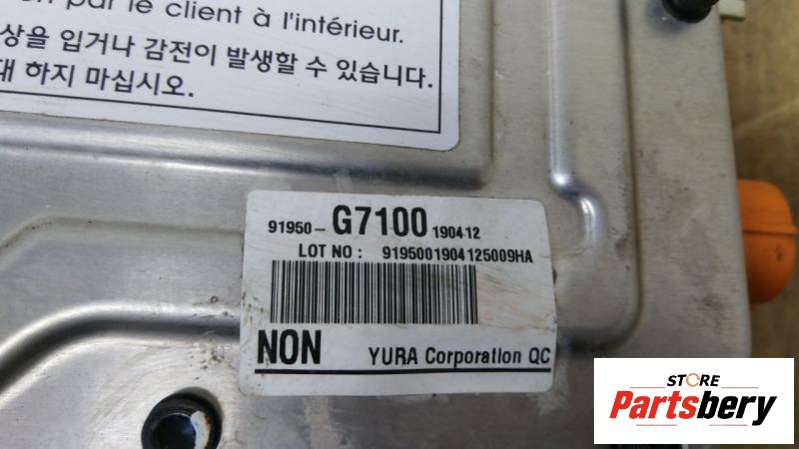 par le client à l'intérieur.
상을 입거나 감전이 발생할 수 있습니다.
하지 마십시오.
91950- G7100 190412
LOT NO : 9195001904125009HA
NON YURA Corporation QC
STORE
Partsbery